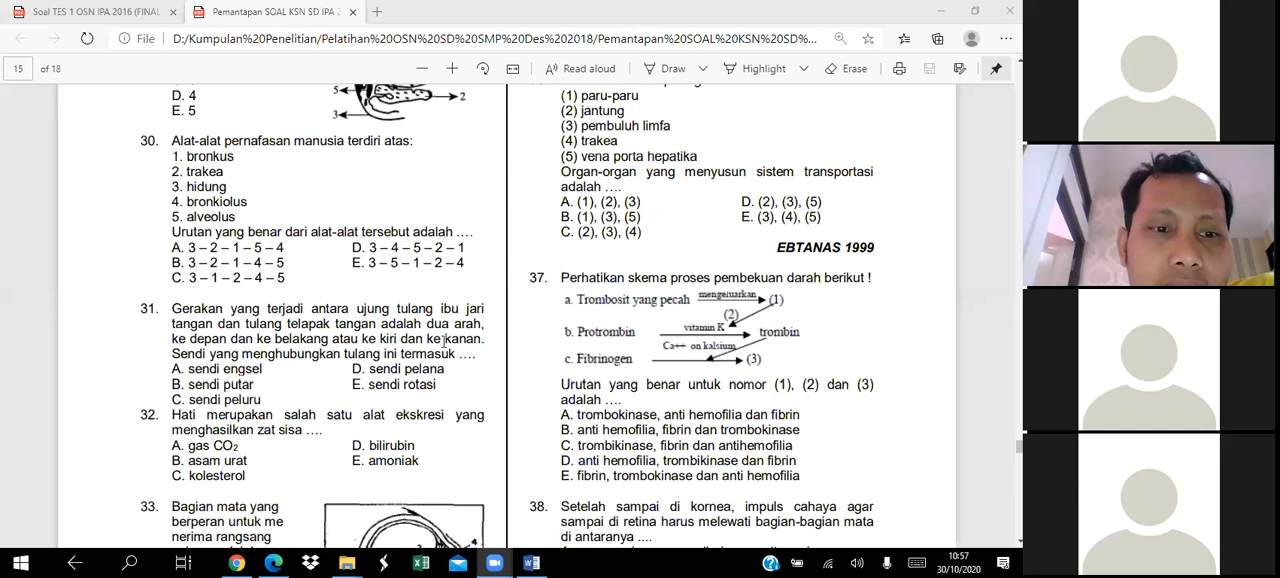 Soal TES 1 OSN IPA 2016 (FINAL
Pemantapan SOAL KSN SD IPA 2
File
D:/Kumpulan%20Penelitian/Pelatihan%20OSN%20SD%20SMP%20Des%202018/Pemantapan%20SOAL%20KSN%20SD%...
15 of 18
Read aloud
Draw
Highlight
Erase
D. 4
E. 5
5
2
3
30. Alat-alat pernafasan manusia terdiri atas:
1. bronkus
2. trakea
3. hidung
4. bronkiolus
5. alveolus
Urutan yang benar dari alat-alat tersebut adalah ....
A. 3 – 2 – 1 – 5 – 4 D. 3 – 4 – 5 – 2 – 1
B. 3 – 2 – 1 – 4 – 5 E. 3 – 5 – 1 – 2 – 4
C. 3 – 1 – 2 – 4 – 5
31. Gerakan yang terjadi antara ujung tulang ibu jari
tangan dan tulang telapak tangan adalah dua arah,
ke depan dan ke belakang atau ke kiri dan ke kanan.
Sendi yang menghubungkan tulang ini termasuk ....
A. sendi engsel D. sendi pelana
B. sendi putar E. sendi rotasi
C. sendi peluru
32. Hati merupakan salah satu alat ekskresi yang
menghasilkan zat sisa ....
A. gas CO2 D. bilirubin
B. asam urat E. amoniak
C. kolesterol
33. Bagian mata yang
berperan untuk me
nerima rangsang
4
(1) paru-paru
(2) jantung
(3) pembuluh limfa
(4) trakea
(5) vena porta hepatika
Organ-organ yang menyusun sistem transportasi
adalah ....
A. (1), (2), (3) D. (2), (3), (5)
B. (1), (3), (5) E. (3), (4), (5)
C. (2), (3), (4)
EBTANAS 1999
37. Perhatikan skema proses pembekuan darah berikut !
a. Trombosit yang pecah mengeluarkan (1)
(2)
b. Protrombin vitamin K trombin
Ca++ on kalsium
c. Fibrinogen (3)
Urutan yang benar untuk nomor (1), (2) dan (3)
adalah ....
A. trombokinase, anti hemofilia dan fibrin
B. anti hemofilia, fibrin dan trombokinase
C. trombikinase, fibrin dan antihemofilia
D. anti hemofilia, trombikinase dan fibrin
E. fibrin, trombokinase dan anti hemofilia
38. Setelah sampai di kornea, impuls cahaya agar
sampai di retina harus melewati bagian-bagian mata
di antaranya ....
10:57
30/10/2020